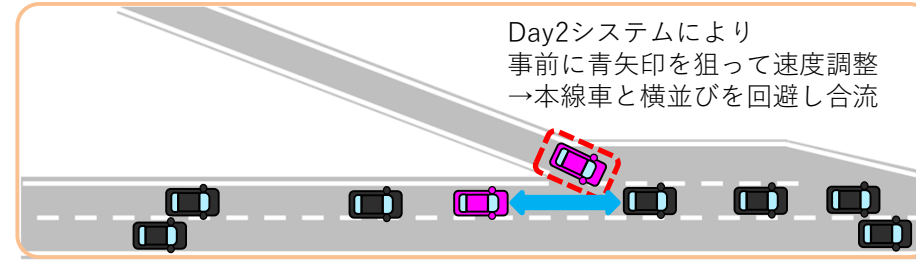 Day2システムにより
事前に青矢印を狙って速度調整
→本線車と横並びを回避し合流